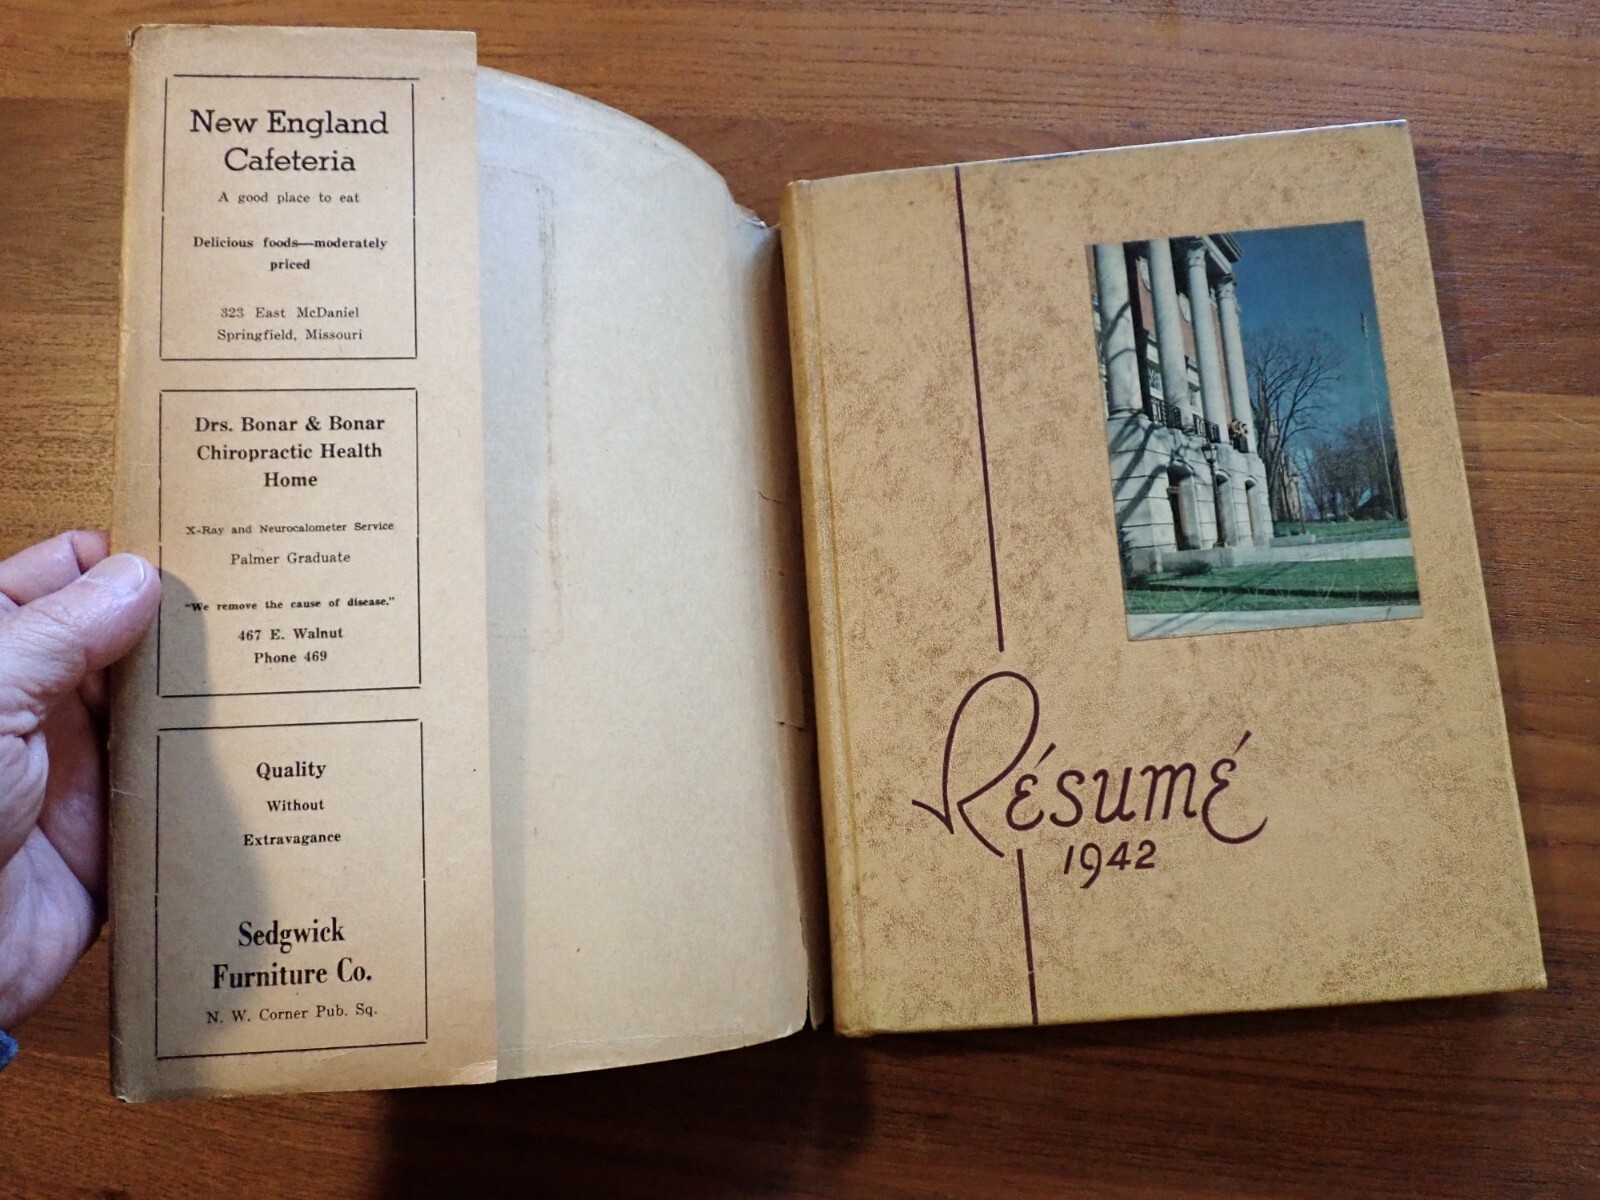 New England
Cafeteria
A good place to eat
Delicious foods—moderately
priced
323 East McDaniel
Springfield, Missouri
Drs. Bonar & Bonar
Chiropractic Health
Home
X-Ray and Neurocalometer Service
Palmer Graduate
"We remove the cause of disease."
467 E. Walnut
Phone 469
Quality
Without
Extravagance
Sedgwick
Furniture Co.
N. W. Corner Pub. Sq.
Résumé
1942